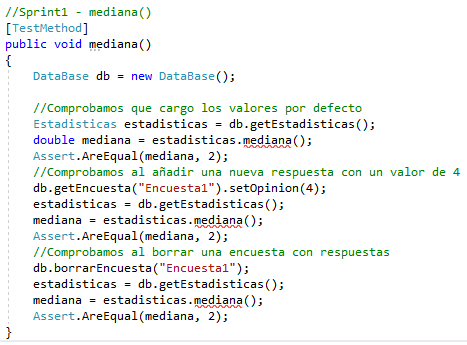 //Sprint1 - mediana()
[TestMethod]
public void mediana()
{
DataBase db = new DataBase();
//Comprobamos que cargo los valores por defecto
Estadisticas estadisticas = db.getEstadisticas();
double mediana = estadisticas.mediana();
Assert.AreEqual(mediana, 2);
//Comprobamos al añadir una nueva respuesta con un valor de 4
db.getEncuesta("Encuesta1").setOpinion(4);
estadisticas = db.getEstadisticas();
mediana = estadisticas.mediana();
Assert.AreEqual(mediana, 2);
//Comprobamos al borrar una encuesta con respuestas
db.borrarEncuesta("Encuesta1");
estadisticas = db.getEstadisticas();
mediana = estadisticas.mediana();
Assert.AreEqual(mediana, 2);
}